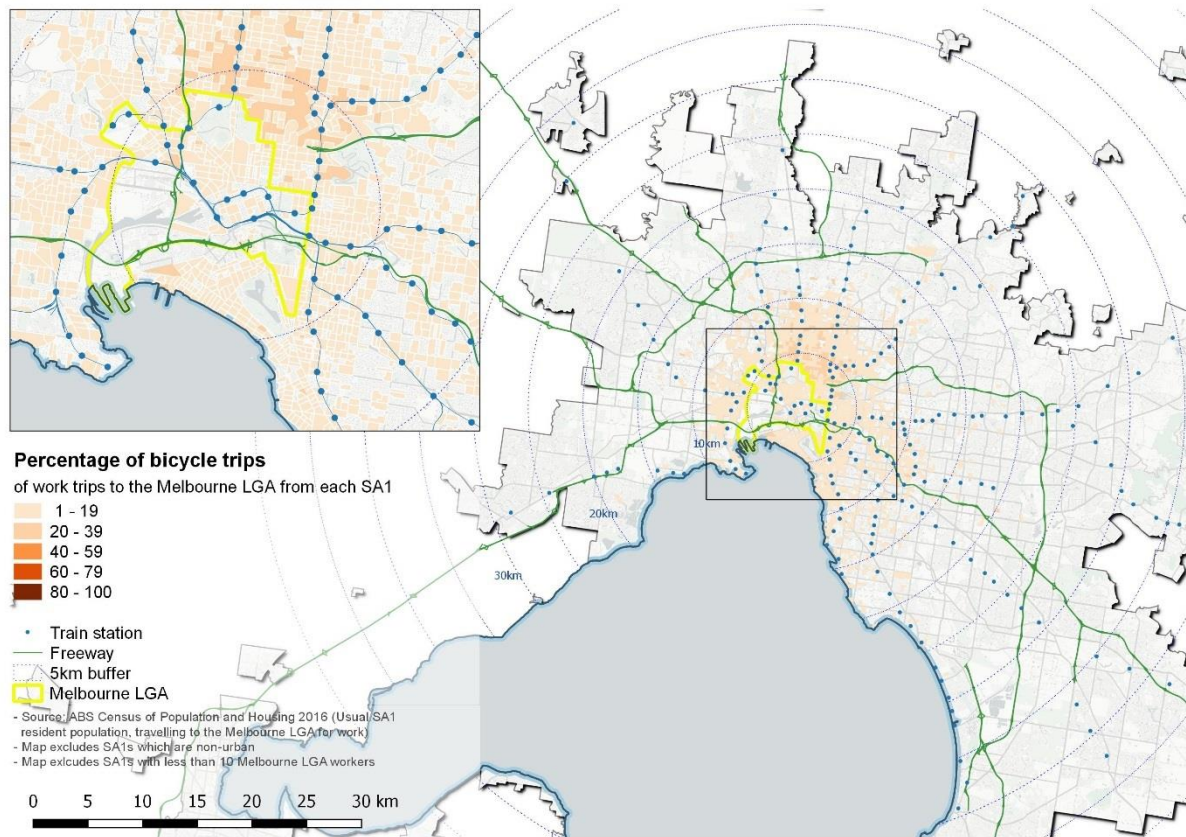 10km
20km
30km
Percentage of bicycle trips
of work trips to the Melbourne LGA from each SA1
1 - 19
20 - 39
40 - 59
60 - 79
80 - 100
Train station
Freeway
5km buffer
Melbourne LGA
- Source: ABS Census of Population and Housing 2016 (Usual SA1
resident population, travelling to the Melbourne LGA for work)
- Map excludes SA1s which are non-urban
- Map exlcudes SA1s with less than 10 Melbourne LGA workers
0 5 10 15 20 25 30 km